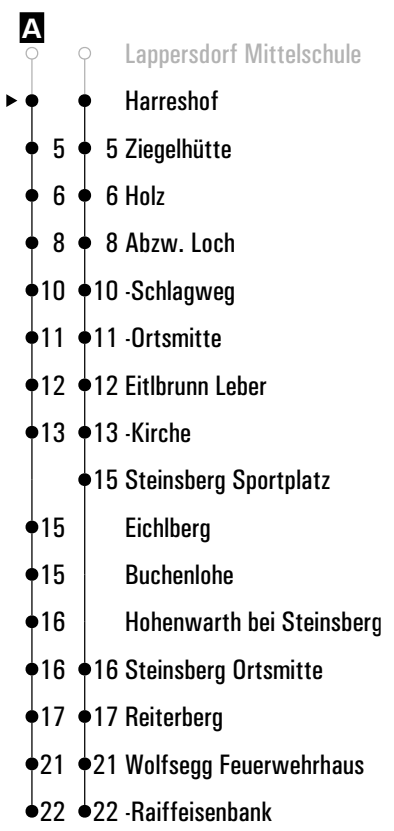 A
Lappersdorf Mittelschule
Harreshof
5 5 Ziegelhütte
6 6 Holz
8 8 Abzw. Loch
10 10 -Schlagweg
11 11 -Ortsmitte
12 12 Eitlbrunn Leber
13 13 -Kirche
15 Steinsberg Sportplatz
15 Eichlberg
15 Buchenlohe
16 Hohenwarth bei Steinsberg
16 16 Steinsberg Ortsmitte
17 17 Reiterberg
21 21 Wolfsegg Feuerwehrhaus
22 22 -Raiffeisenbank